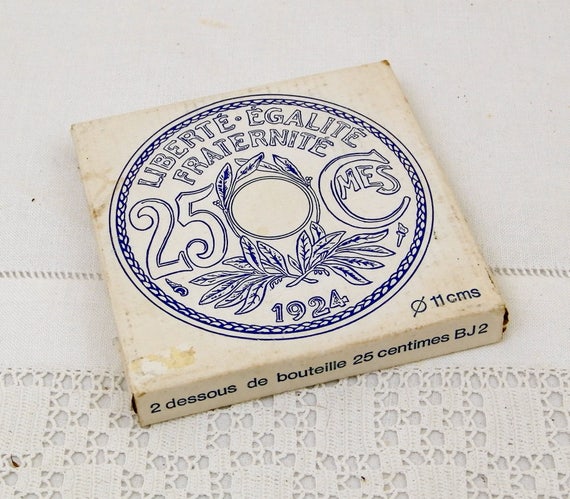 LIBERTÉ·ÉGALITÉ
FRATERNITÉ
25 CMES
1924
Ø 11 cms
2 dessous de bouteille 25 centimes BJ2